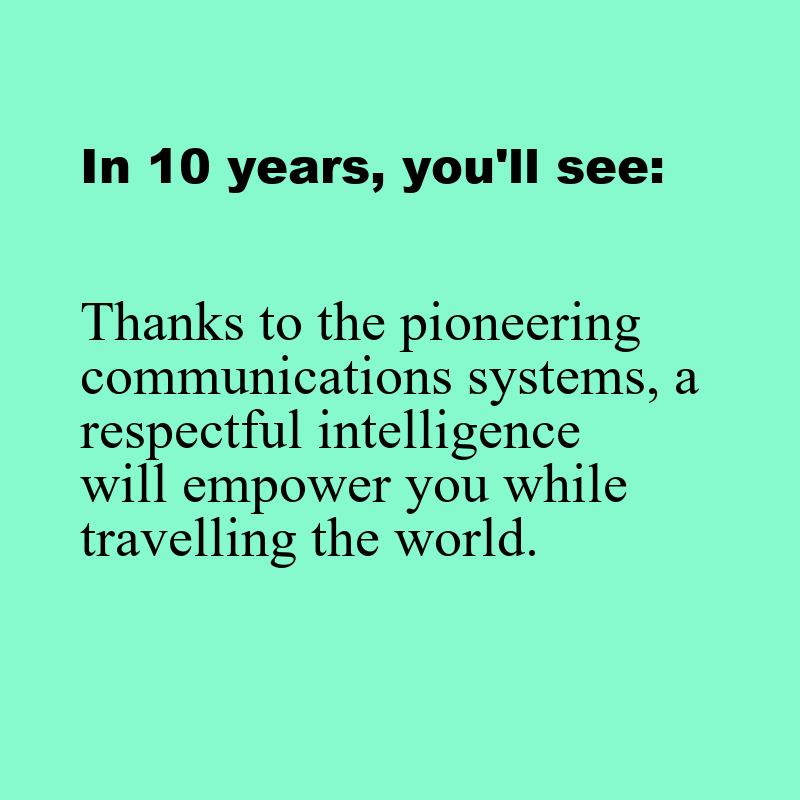 In 10 years, you'll see:
Thanks to the pioneering
communications systems, a
respectful intelligence
will empower you while
travelling the world.